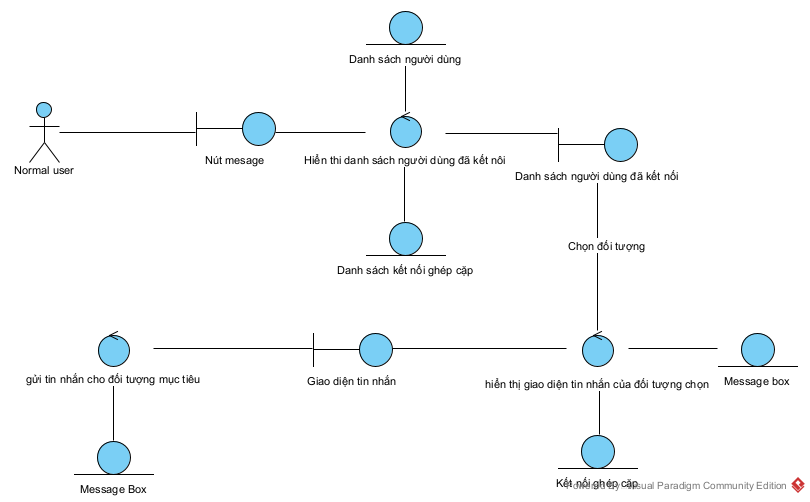 Danh sách người dùng
Normal user
Nút mesage
Hiển thi danh sách người dùng đã kết nôi
Danh sách người dùng đã kết nối
Chọn đối tượng
Danh sách kết nối ghép cặp
gửi tin nhắn cho đối tượng mục tiêu
Giao diện tin nhắn
hiển thị giao diện tin nhắn của đối tượng chọn
Message box
Message Box
Kết nối ghép cặp
Powered By Visual Paradigm Community Edition